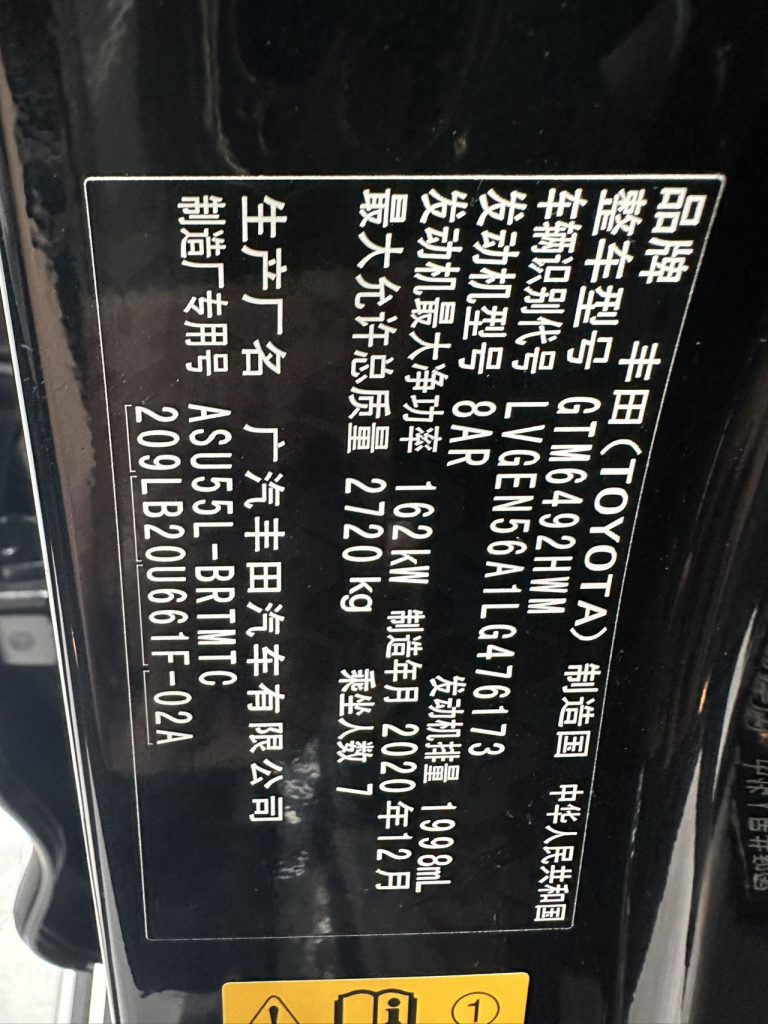 品牌 丰田(TOYOTA) 制造国 中华人民共和国
整车型号 GTM6492HWM
车辆识别代号 LVGEN56A1LG476173
发动机型号 8AR 发动机排量 1998mL
发动机最大净功率 162kW 制造年月 2020年12月
最大允许总质量 2720kg 乘坐人数 7
生产厂名 广汽丰田汽车有限公司
制造厂专用号 ASU55L-BRTMTC
209LB20U661F-02A
1